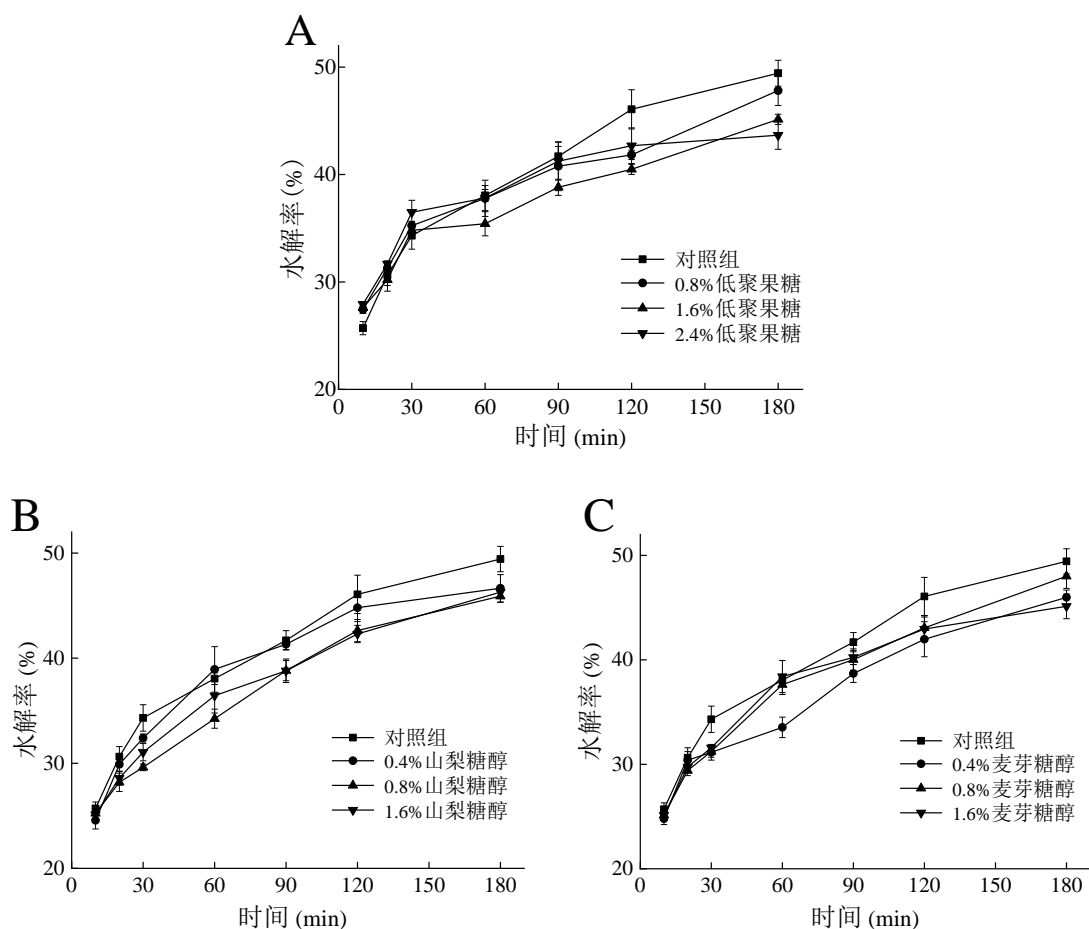 A
50
40
30
20
水解率 (%)
对照组
0.8%低聚果糖
1.6%低聚果糖
2.4%低聚果糖
0 30 60 90 120 150 180
时间 (min)
B
50
40
30
20
水解率 (%)
对照组
0.4%山梨糖醇
0.8%山梨糖醇
1.6%山梨糖醇
0 30 60 90 120 150 180
时间 (min)
C
50
40
30
20
水解率 (%)
对照组
0.4%麦芽糖醇
0.8%麦芽糖醇
1.6%麦芽糖醇
0 30 60 90 120 150 180
时间 (min)